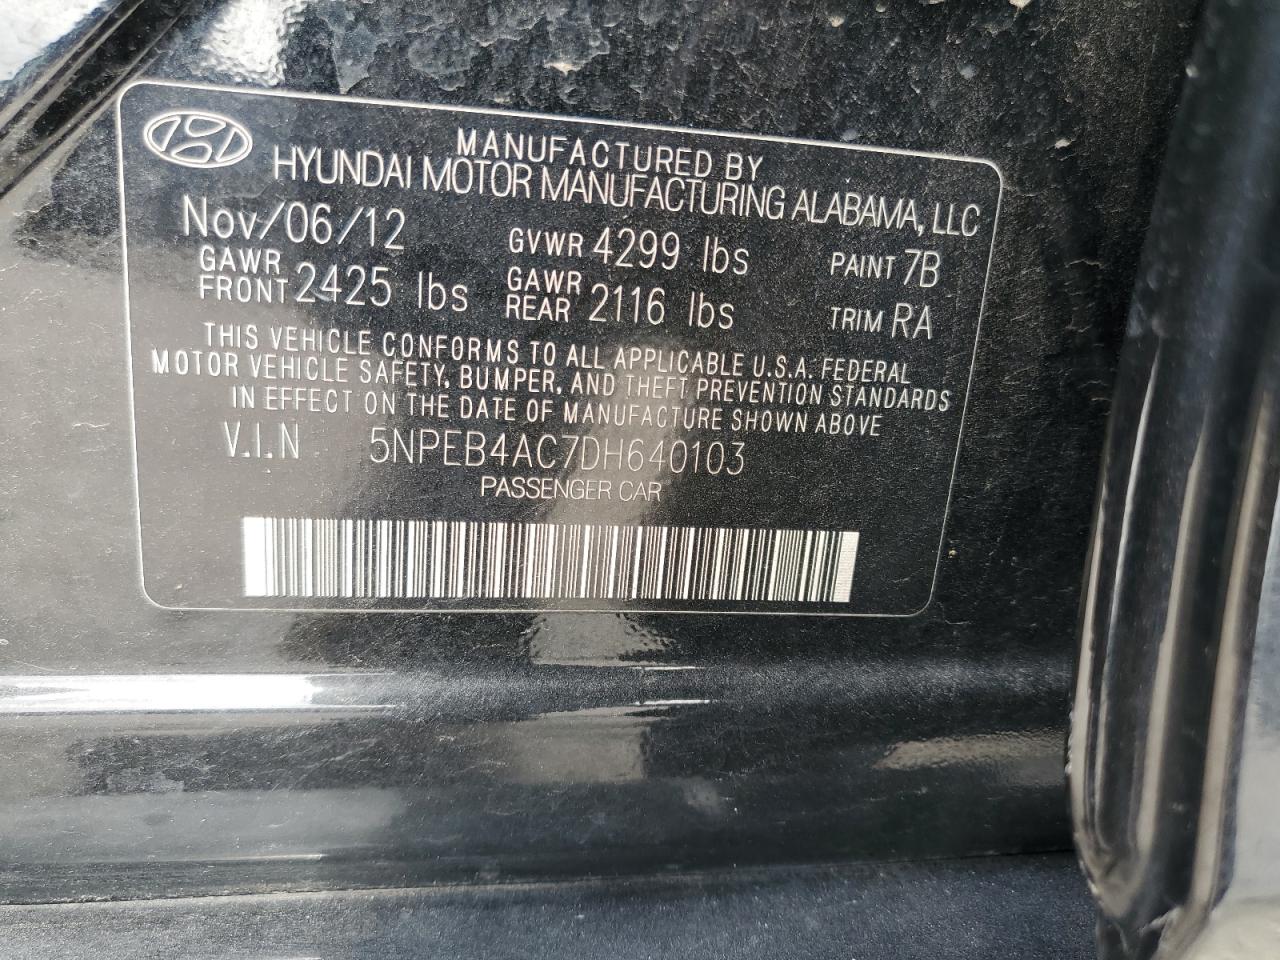 MANUFACTURED BY
HYUNDAI MOTOR MANUFACTURING ALABAMA, LLC
Nov/06/12 GVWR 4299 lbs PAINT 7B
GAWR FRONT 2425 lbs GAWR REAR 2116 lbs TRIM RA
THIS VEHICLE CONFORMS TO ALL APPLICABLE U.S.A. FEDERAL
MOTOR VEHICLE SAFETY, BUMPER, AND THEFT PREVENTION STANDARDS
IN EFFECT ON THE DATE OF MANUFACTURE SHOWN ABOVE
V.I.N 5NPEB4AC7DH640103
PASSENGER CAR